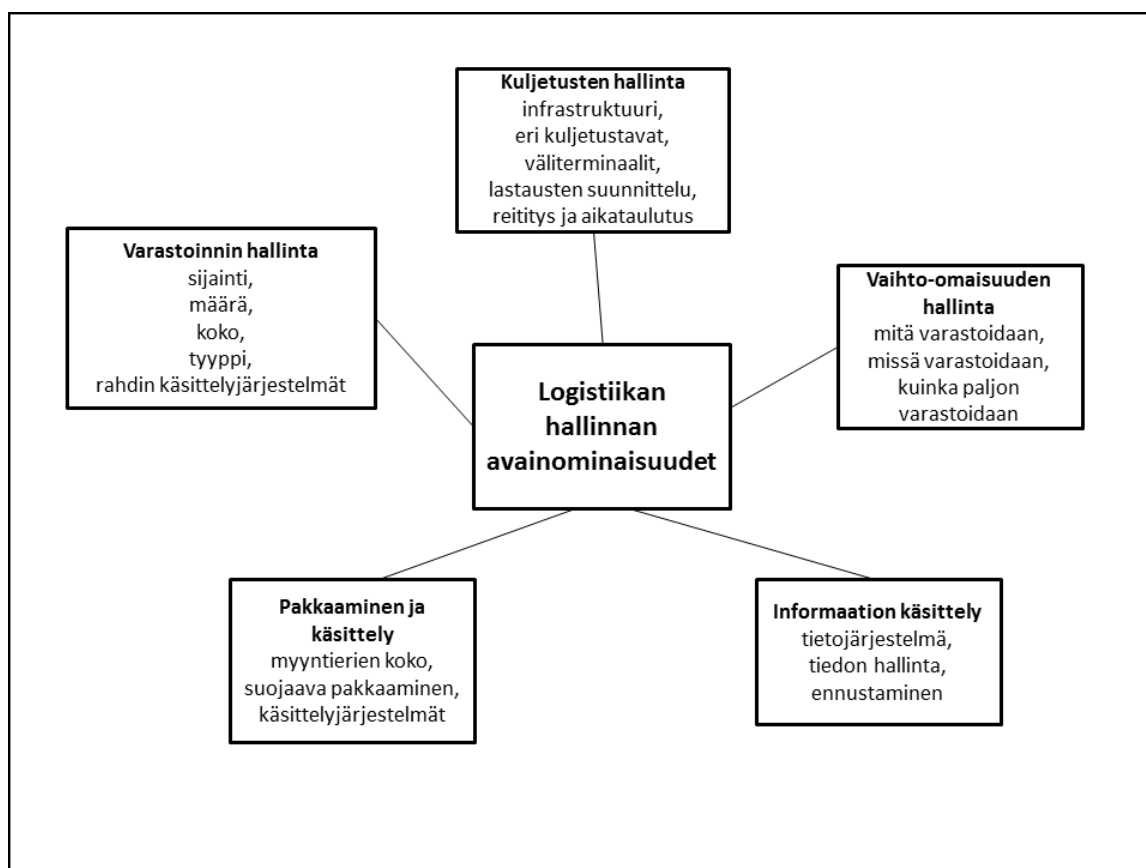 Kuljetusten hallinta
infrastruktuuri,
eri kuljetustavat,
väliterminaalit,
lastausten suunnittelu,
reititys ja aikataulutus
Varastoinnin hallinta
sijainti,
määrä,
koko,
tyyppi,
rahdin käsittelyjärjestelmät
Vaihto-omaisuuden
hallinta
mitä varastoidaan,
missä varastoidaan,
kuinka paljon
varastoidaan
Logistiikan
hallinnan
avainominaisuudet
Pakkaaminen ja
käsittely
myyntierien koko,
suojaava pakkaaminen,
käsittelyjärjestelmät
Informaation käsittely
tietojärjestelmä,
tiedon hallinta,
ennustaminen